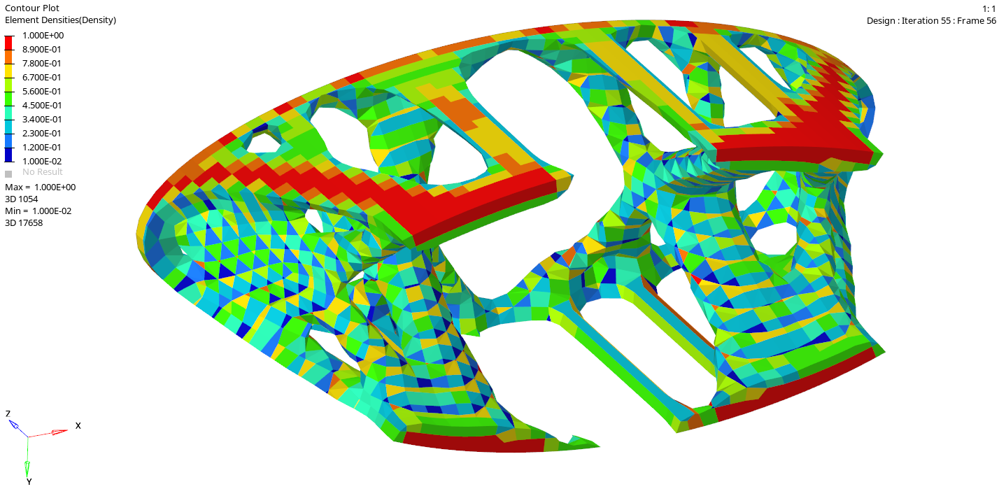 Contour Plot
Element Densities(Density)
1.000E+00
8.900E-01
7.800E-01
6.700E-01
5.600E-01
4.500E-01
3.400E-01
2.300E-01
1.200E-01
1.000E-02
No Result
Max = 1.000E+00
3D 1054
Min = 1.000E-02
3D 17658
1: 1
Design : Iteration 55 : Frame 56
Z
X
Y